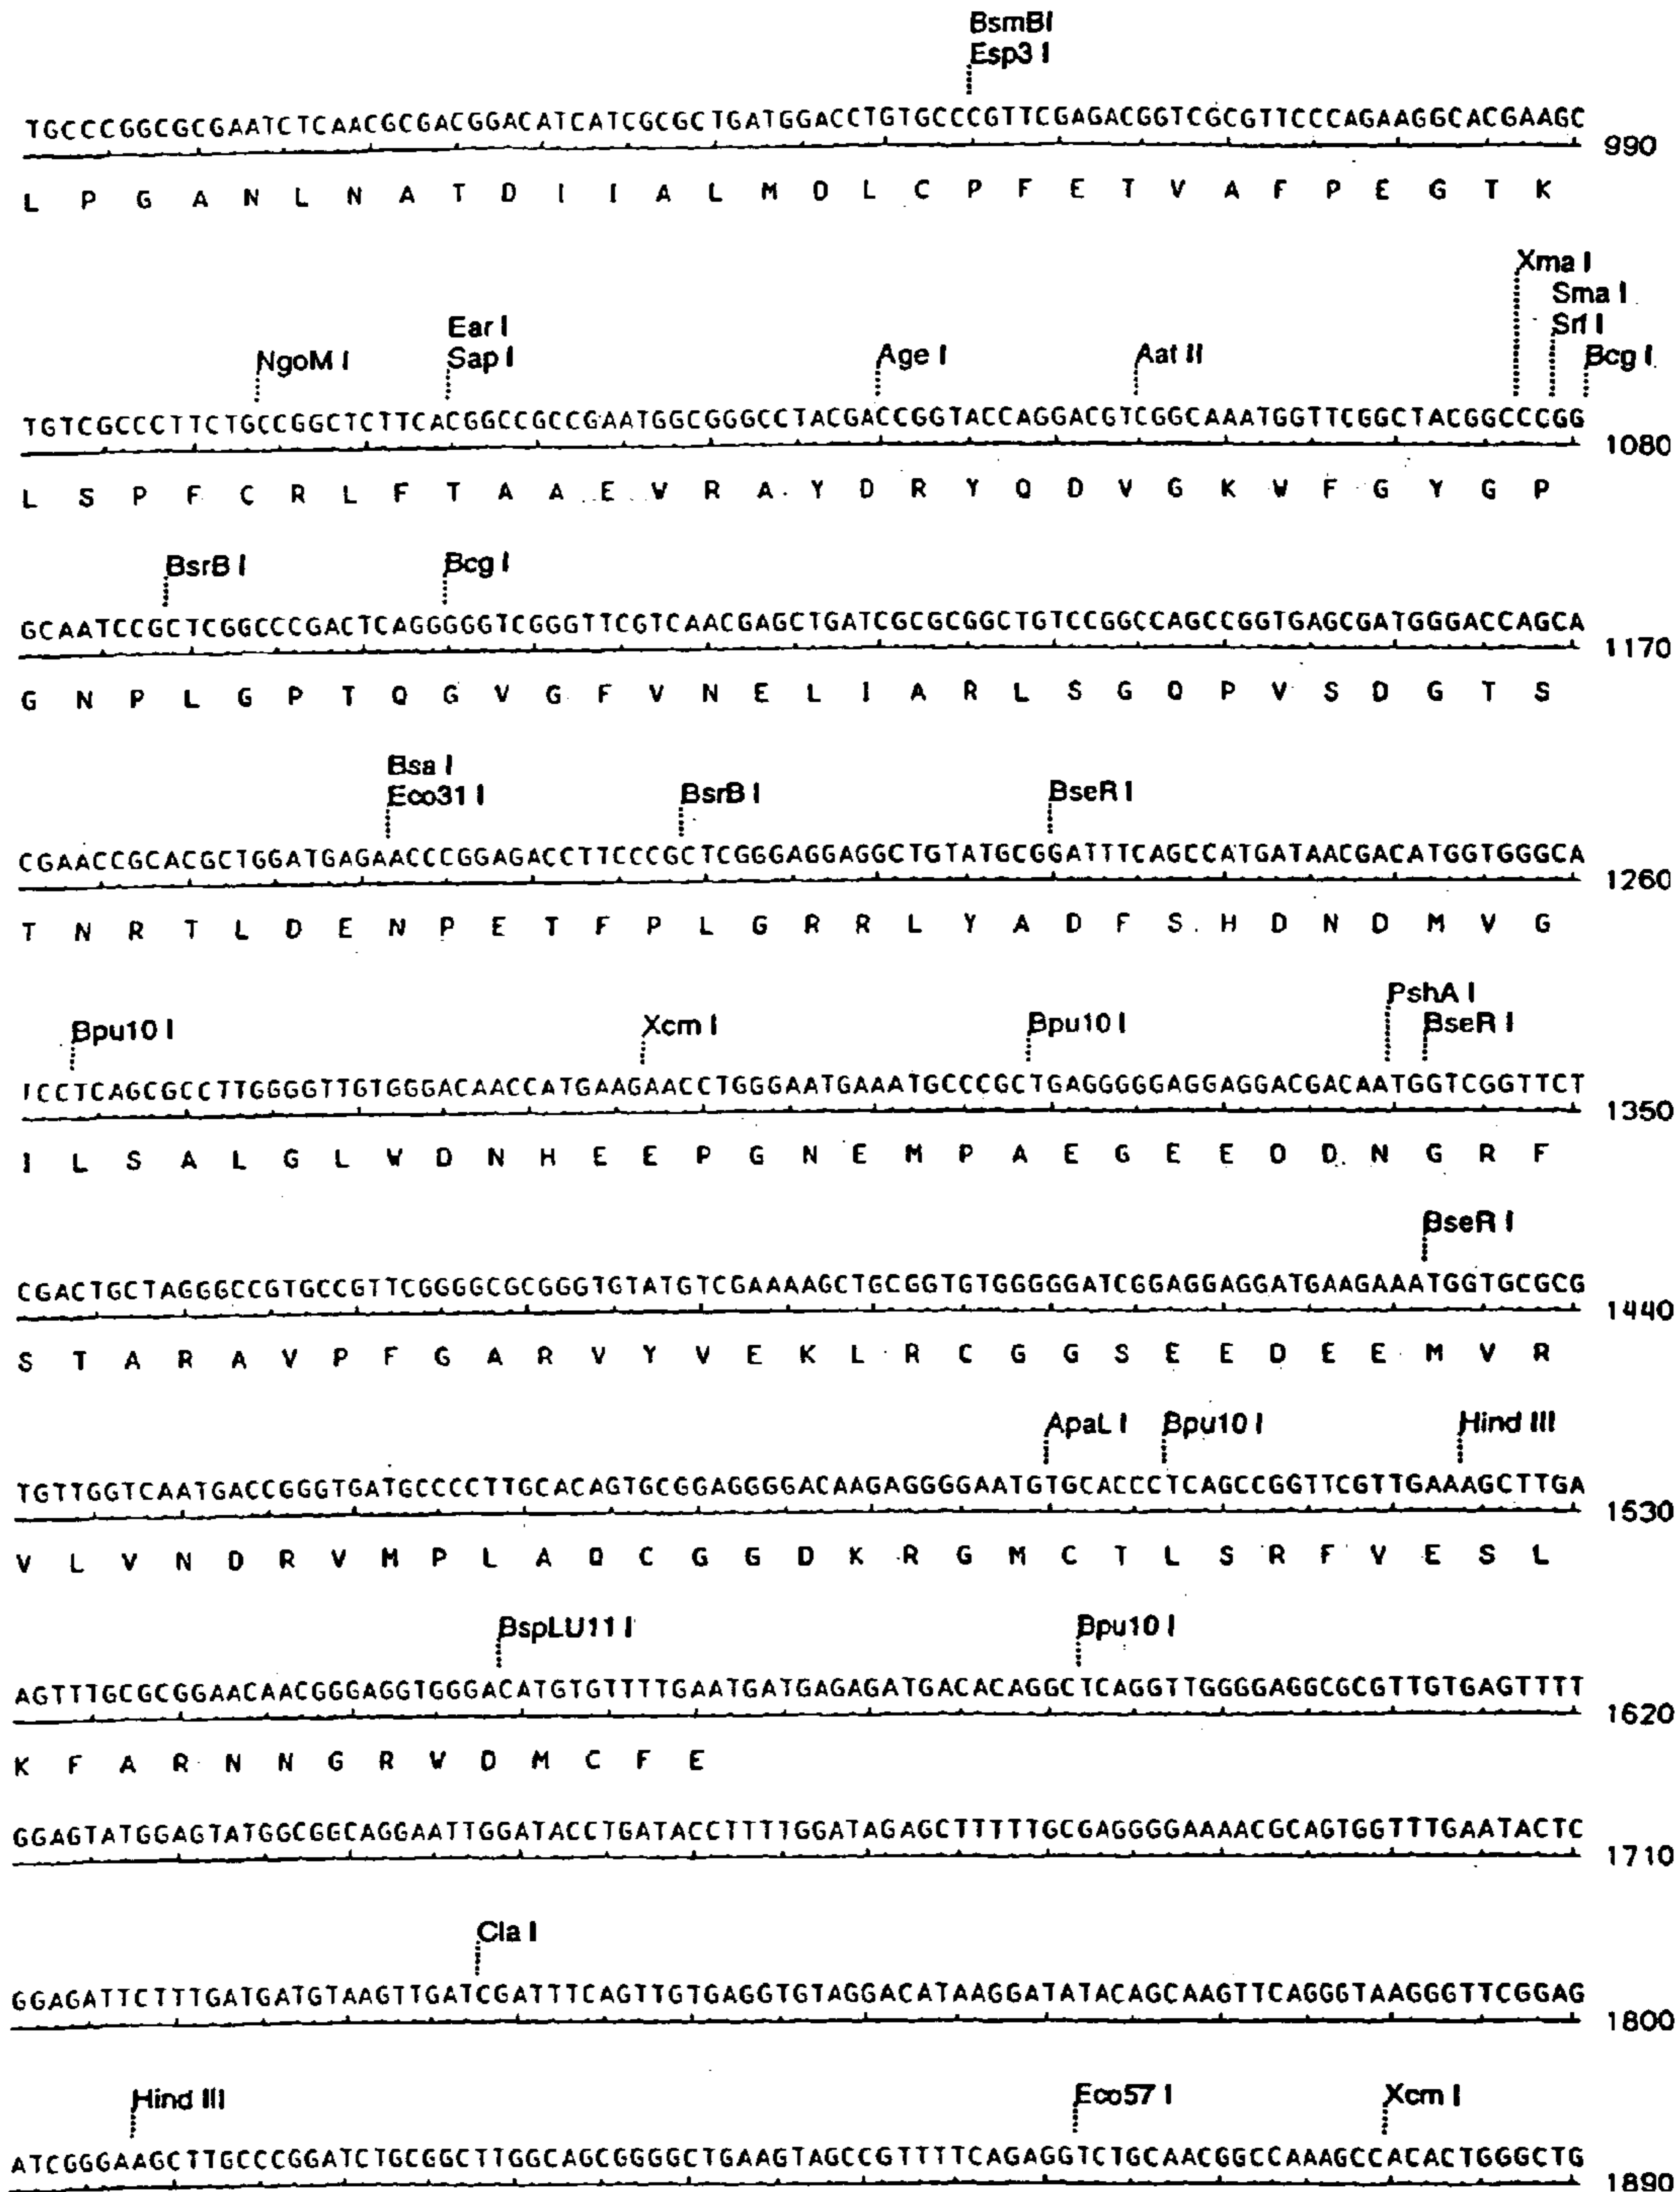 BsmBI
Esp3 I
TGCCCGGCGCGAATCTCAACGCGACGGACATCATCGCGCTGATGGACCTGTGCCCGTTCGAGACGGTCGCGTTCCCAGAAGGCACGAAGC
990
L P G A N L N A T D I I A L M D L C P F E T V A F P E G T K
Xma I
Sma I
Ear I
Srf I
NgoM I Sap I Age I Aat II Bcg I
TGTCGCCCTTCTGCCGGCTCTTCACGGCCGCCGAATGGCGGGCCTACGACCGGTACCAGGACGTCGGCAAATGGTTCGGCTACGGCCCGG
1080
L S P F C R L F T A A E W R A Y D R Y Q D V G K W F G Y G P
BsrB I Bcg I
GCAATCCGCTCGGCCCGACTCAGGGGGTCGGGTTCGTCAACGAGCTGATCGCGCGGCTGTCCGGCCAGCCGGTGAGCGATGGGACCAGCA
1170
G N P L G P T Q G V G F V N E L I A R L S G Q P V S D G T S
Bsa I
Eco31 I BsrB I BseR I
CGAACCGCACGCTGGATGAGAACCCGGAGACCTTCCCGCTCGGGAGGAGGCTGTATGCGGATTTCAGCCATGATAACGACATGGTGGGCA
1260
T N R T L D E N P E T F P L G R R L Y A D F S H D N D M V G
PshA I
Bpu10 I Xcm I Bpu10 I BseR I
TCCTCAGCGCCTTGGGGTTGTGGGACAACCATGAAGAACCTGGGAATGAAATGCCCGCTGAGGGGGAGGAGGACGACAATGGTCGGTTCT
1350
I L S A L G L W D N H E E P G N E M P A E G E E D D N G R F
BseR I
CGACTGCTAGGGCCGTGCCGTTCGGGGCGCGGGTGTATGTCGAAAAGCTGCGGTGTGGGGGATCGGAGGAGGATGAAGAAATGGTGCGCG
1440
S T A R A V P F G A R V Y V E K L R C G G S E E D E E M V R
ApaL I Bpu10 I Hind III
TGTTGGTCAATGACCGGGTGATGCCCCTTGCACAGTGCGGAGGGGACAAGAGGGGAATGTGCACCCTCAGCCGGTTCGTTGAAAGCTTGA
1530
V L V N D R V M P L A Q C G G D K R G M C T L S R F V E S L
BspLU11 I Bpu10 I
AGTTTGCGCGGAACAACGGGAGGTGGGACATGTGTTTTGAATGATGAGAGATGACACAGGCTCAGGTTGGGGAGGCGCGTTGTGAGTTTT
1620
K F A R N N G R W D M C F E
GGAGTATGGAGTATGGCGGCAGGAATTGGATACCTGATACCTTTTGGATAGAGCTTTTTGCGAGGGGAAAACGCAGTGGTTTGAATACTC
1710
Cla I
GGAGATTCTTTGATGATGTAAGTTGATCGATTTCAGTTGTGAGGTGTAGGACATAAGGATATACAGCAAGTTCAGGGTAAGGGTTCGGAG
1800
Hind III Eco57 I Xcm I
ATCGGGAAGCTTGCCCGGATCTGCGGCTTGGCAGCGGGGCTGAAGTAGCCGTTTTCAGAGGTCTGCAACGGCCAAAGCCACACTGGGCTG
1890